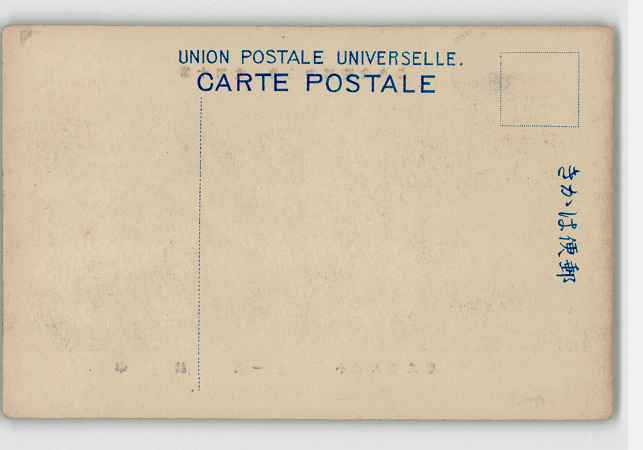 UNION POSTALE UNIVERSELLE.
CARTE POSTALE
きかは便郵